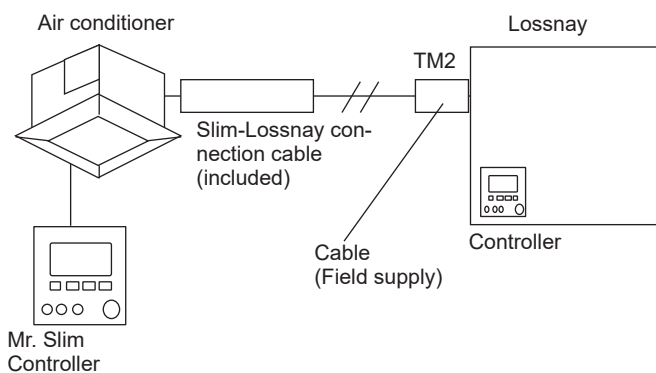 Air conditioner
Lossnay
TM2
Slim-Lossnay con-
nection cable
(included)
Controller
Cable
(Field supply)
Mr. Slim
Controller